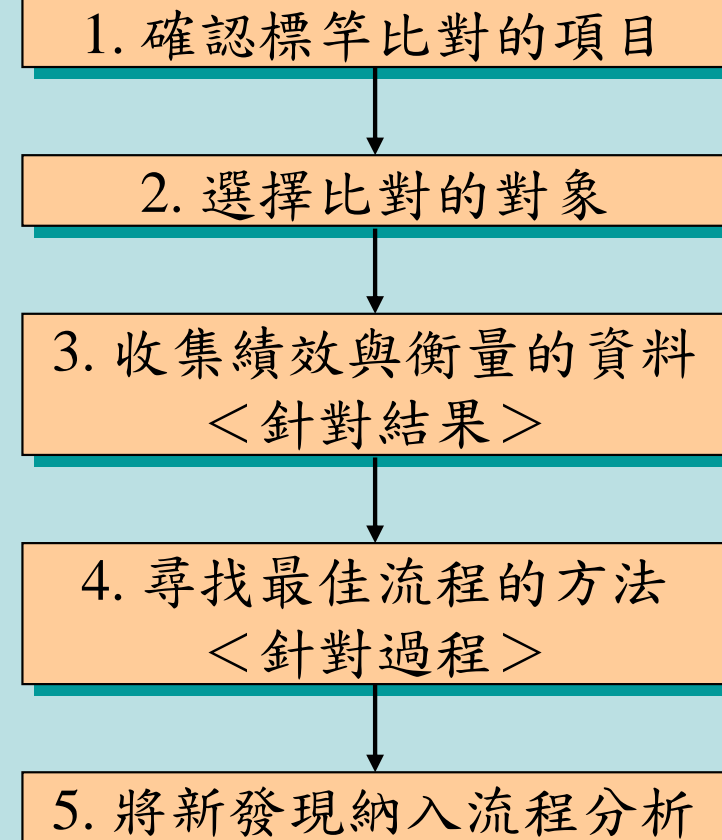 1. 確認標竿比對的項目
2. 選擇比對的對象
3. 收集績效與衡量的資料
＜針對結果＞
4. 尋找最佳流程的方法
＜針對過程＞
5. 將新發現納入流程分析